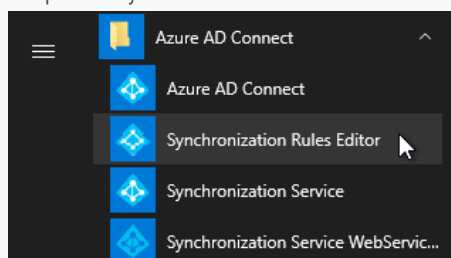 Azure AD Connect
Azure AD Connect
Synchronization Rules Editor
Synchronization Service
Synchronization Service WebServic...